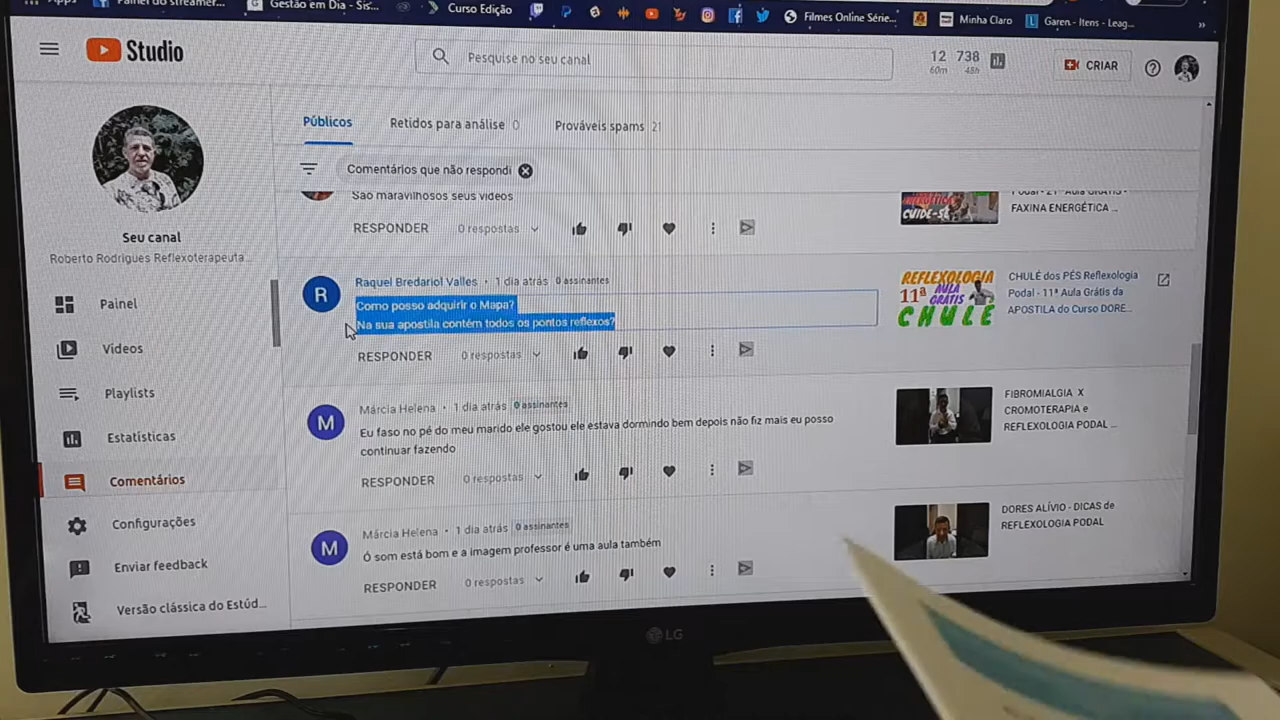 Gestão em Dia - Sis...
Curso Edição
Filmes Online Série...
Minha Claro
Garen - Itens - Leag...
»
Studio
Pesquise no seu canal
12 738
60m 48h
CRIAR
Seu canal
Roberto Rodrigues Reflexoterapeuta...
Painel
Vídeos
Playlists
Estatísticas
Comentários
Configurações
Enviar feedback
Versão clássica do Estúd...
Públicos
Retidos para análise 0
Prováveis spams 21
Comentários que não respondi
São maravilhosos seus vídeos
RESPONDER 0 respostas
CUIDE-SE
FAXINA ENERGÉTICA ...
Raquel Bredariol Valles • 1 dia atrás 0 assinantes
Como posso adquirir o Mapa?
Na sua apostila contém todos os pontos reflexos?
RESPONDER 0 respostas
REFLEXOLOGIA
11ª AULA
GRÁTIS
CHULÉ
CHULÉ dos PÉS Reflexologia
Podal - 11ª Aula Grátis da
APOSTILA do Curso DORE...
Márcia Helena • 1 dia atrás 0 assinantes
Eu faso no pé do meu marido ele gostou ele estava dormindo bem depois não fiz mais eu posso
continuar fazendo
RESPONDER 0 respostas
FIBROMIALGIA X
CROMOTERAPIA e
REFLEXOLOGIA PODAL ...
Márcia Helena • 1 dia atrás 0 assinantes
Ó som está bom e a imagem professor é uma aula também
RESPONDER 0 respostas
DORES ALÍVIO - DICAS de
REFLEXOLOGIA PODAL
LG